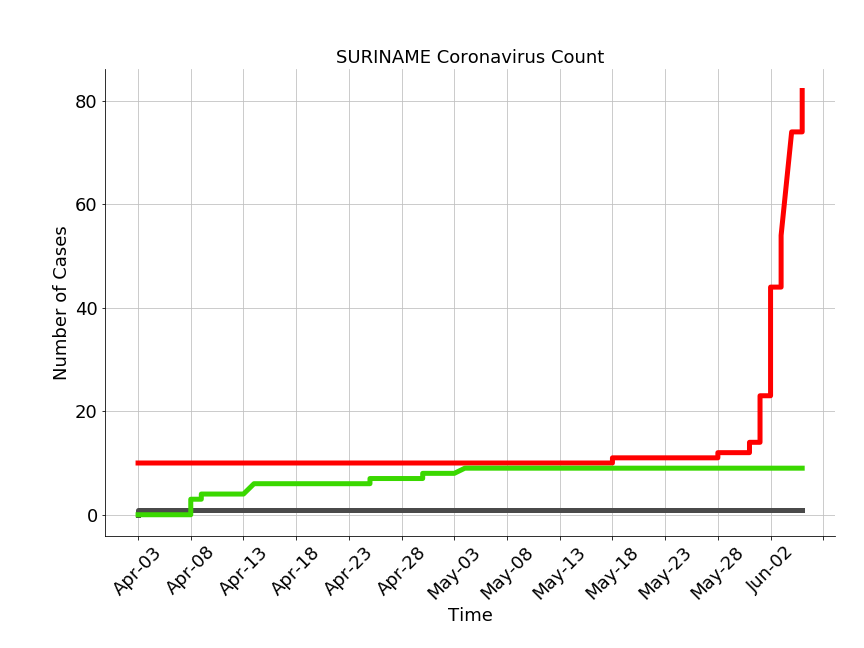 SURINAME Coronavirus Count
Number of Cases
80
60
40
20
0
Apr-03
Apr-08
Apr-13
Apr-18
Apr-23
Apr-28
May-03
May-08
May-13
May-18
May-23
May-28
Jun-02
Time